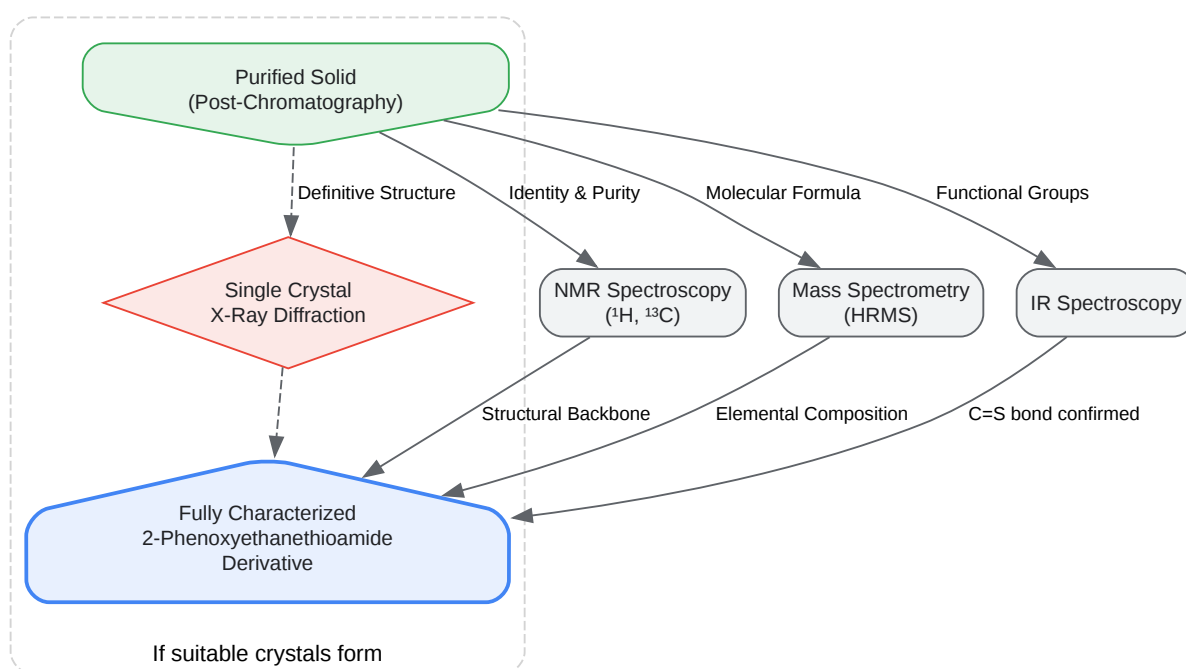 Purified Solid
(Post-Chromatography)
Definitive Structure
Identity & Purity
Molecular Formula
Functional Groups
Single Crystal
X-Ray Diffraction
NMR Spectroscopy
(¹H, ¹³C)
Mass Spectrometry
(HRMS)
IR Spectroscopy
Structural Backbone
Elemental Composition
C=S bond confirmed
Fully Characterized
2-Phenoxyethanethioamide
Derivative
If suitable crystals form